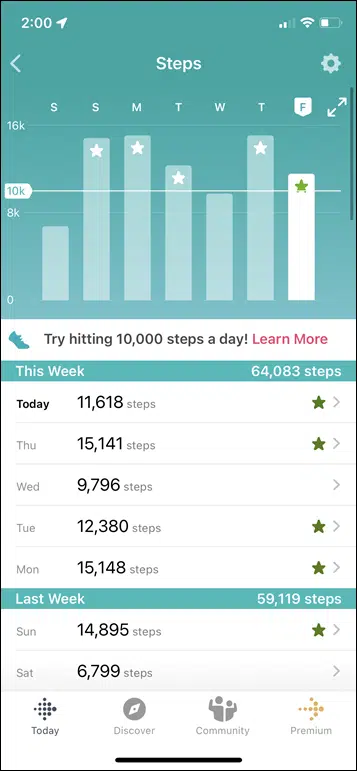 2:00
Steps
S S M T W T F
16k
10k
8k
0
Try hitting 10,000 steps a day! Learn More
This Week 64,083 steps
Today 11,618 steps
Thu 15,141 steps
Wed 9,796 steps
Tue 12,380 steps
Mon 15,148 steps
Last Week 59,119 steps
Sun 14,895 steps
Sat 6,799 steps
Today Discover Community Premium